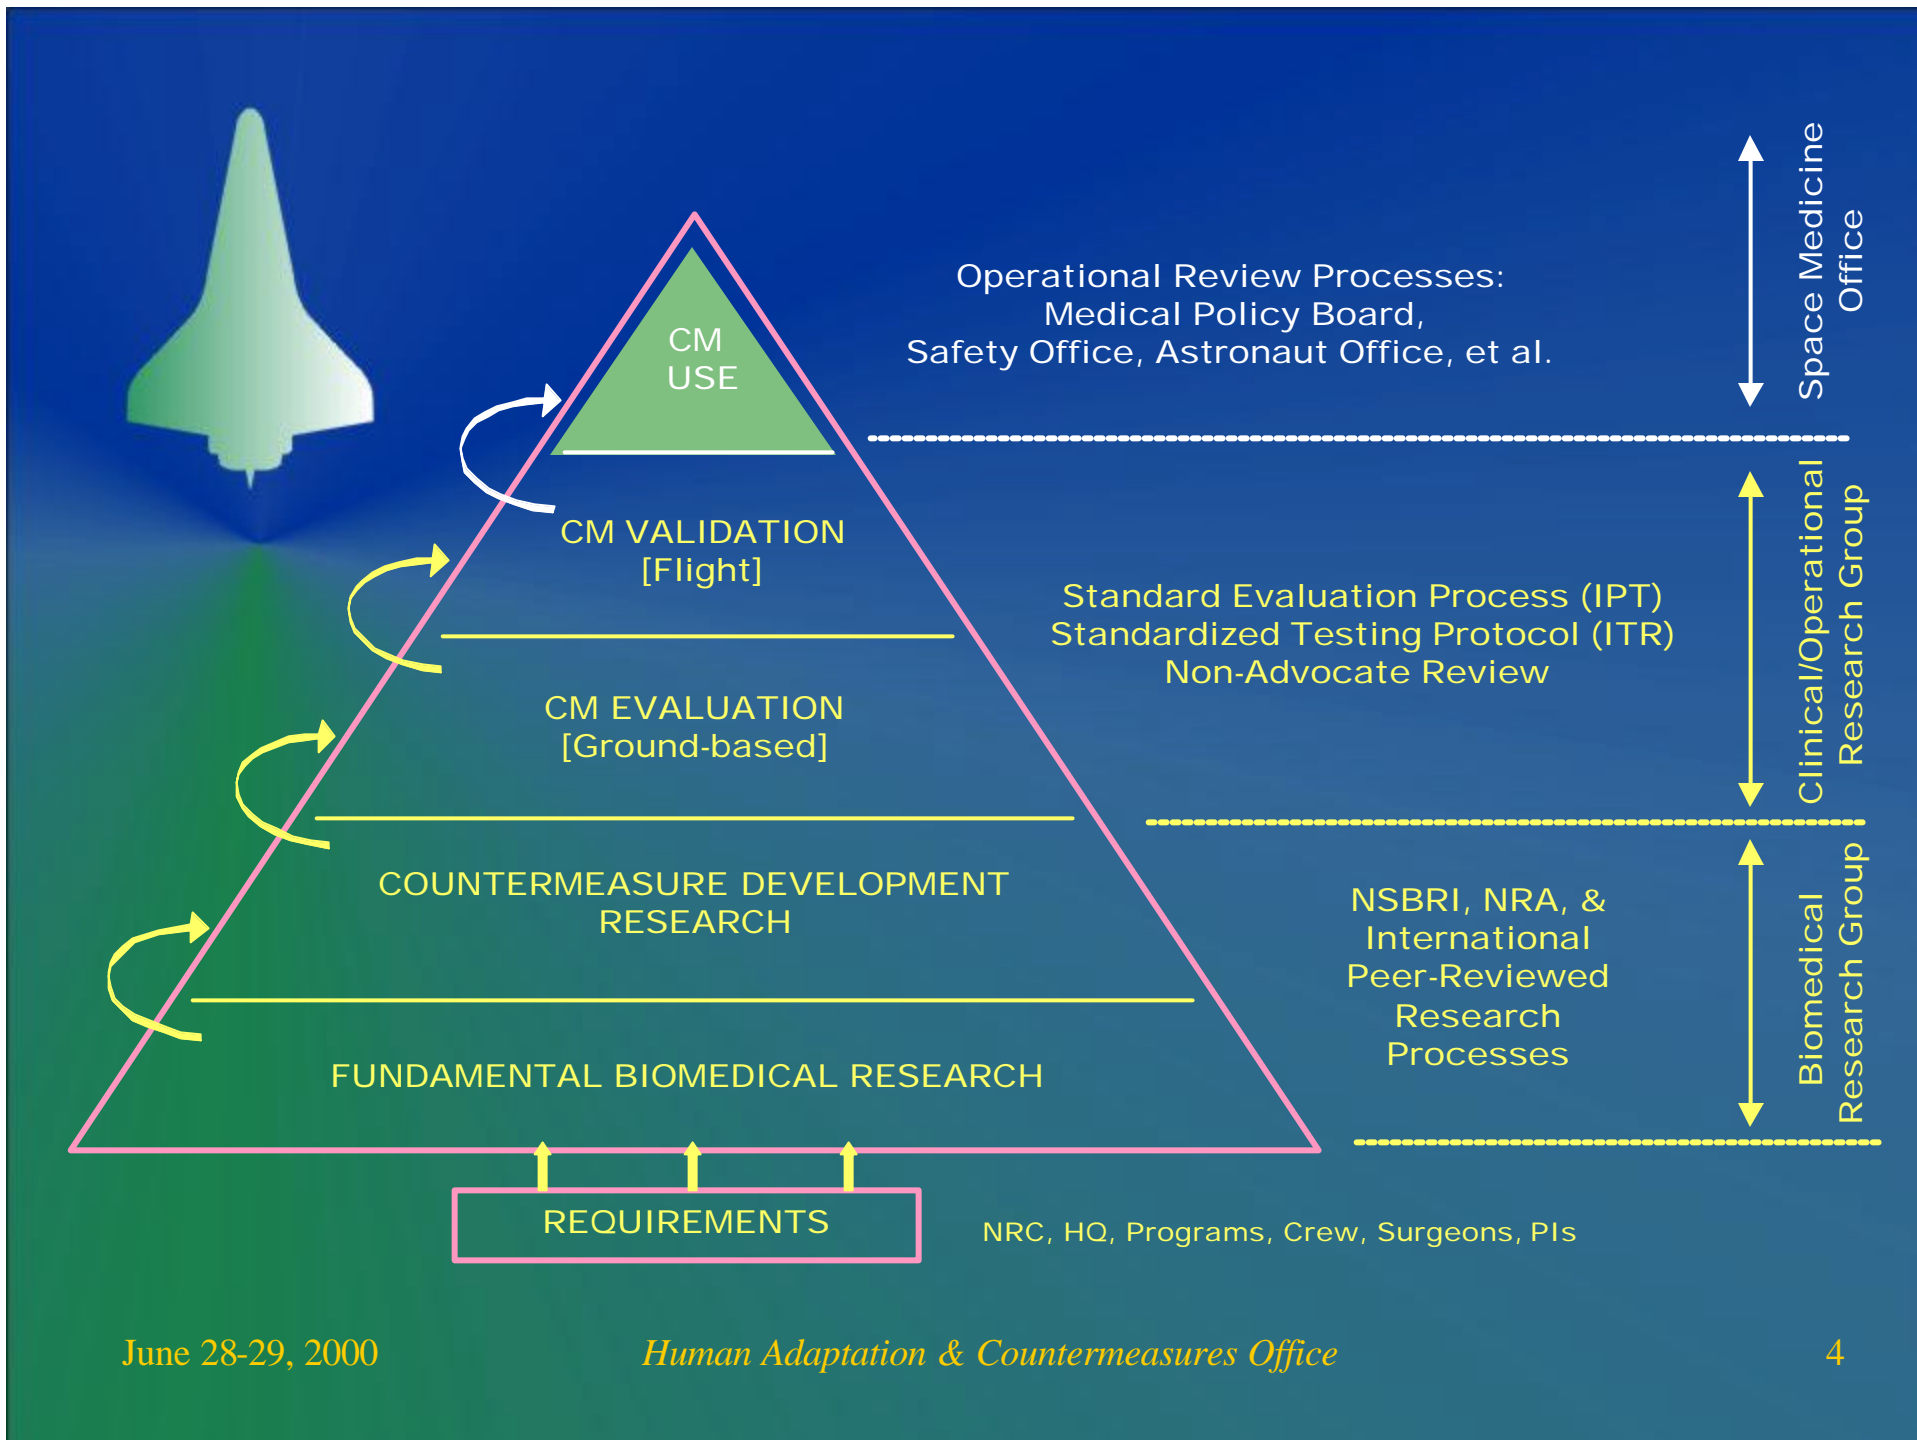 Space Medicine
Office
Operational Review Processes:
Medical Policy Board,
Safety Office, Astronaut Office, et al.
CM
USE
Clinical/Operational
Research Group
CM VALIDATION
[Flight]
Standard Evaluation Process (IPT)
Standardized Testing Protocol (ITR)
Non-Advocate Review
CM EVALUATION
[Ground-based]
Biomedical
Research Group
COUNTERMEASURE DEVELOPMENT
RESEARCH
NSBRI, NRA, &
International
Peer-Reviewed
Research
Processes
FUNDAMENTAL BIOMEDICAL RESEARCH
REQUIREMENTS
NRC, HQ, Programs, Crew, Surgeons, PIs
June 28-29, 2000
Human Adaptation & Countermeasures Office
4